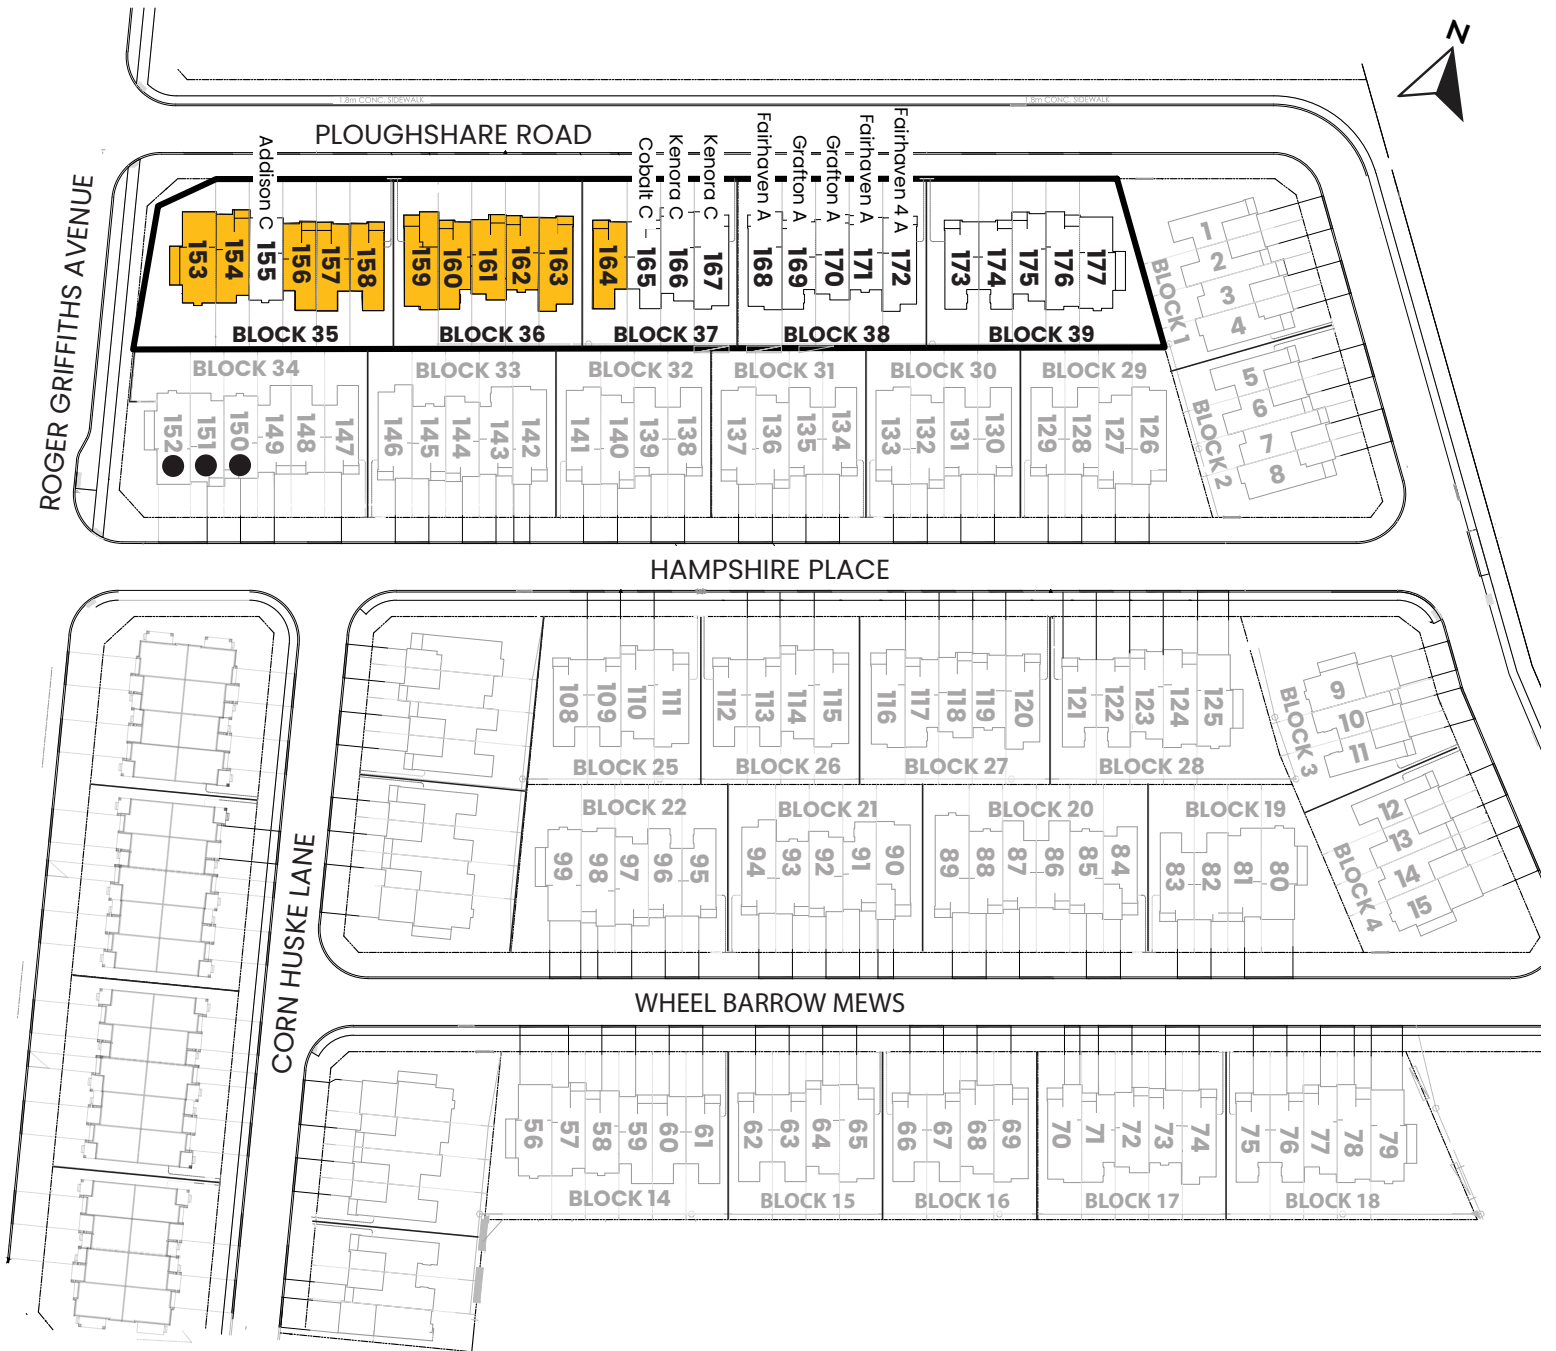 N
1.8m CONC. SIDEWALK
1.8m CONC. SIDEWALK
PLOUGHSHARE ROAD
ROGER GRIFFITHS AVENUE
Addison C
Cobalt C
Kenora C
Kenora C
Fairhaven A
Grafton A
Grafton A
Fairhaven A
Fairhaven 4 A
153 154 155 156 157 158
159 160 161 162 163
164 165 166 167
168 169 170 171 172
173 174 175 176 177
BLOCK 35
BLOCK 36
BLOCK 37
BLOCK 38
BLOCK 39
1 2 3 4
BLOCK 1
5 6 7 8
BLOCK 2
BLOCK 34
BLOCK 33
BLOCK 32
BLOCK 31
BLOCK 30
BLOCK 29
152 151 150 149 148 147
146 145 144 143 142
141 140 139 138
137 136 135 134
133 132 131 130
129 128 127 126
HAMPSHIRE PLACE
108 109 110 111
112 113 114 115
116 117 118 119 120
121 122 123 124 125
BLOCK 25
BLOCK 26
BLOCK 27
BLOCK 28
9 10 11
BLOCK 3
12 13 14 15
BLOCK 4
BLOCK 22
BLOCK 21
BLOCK 20
BLOCK 19
99 98 97 96 95
94 93 92 91 90
89 88 87 86 85 84
83 82 81 80
CORN HUSKE LANE
WHEEL BARROW MEWS
56 57 58 59 60 61
62 63 64 65
66 67 68 69
70 71 72 73 74
75 76 77 78 79
BLOCK 14
BLOCK 15
BLOCK 16
BLOCK 17
BLOCK 18